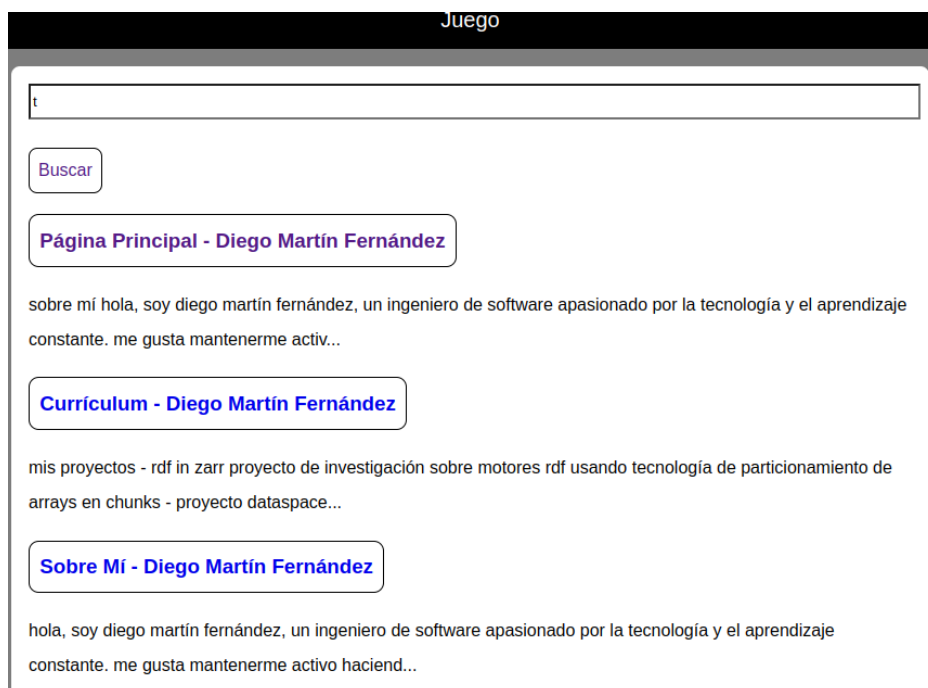 Juego
t
Buscar
Página Principal - Diego Martín Fernández
sobre mí hola, soy diego martín fernández, un ingeniero de software apasionado por la tecnología y el aprendizaje
constante. me gusta mantenerme activ...
Currículum - Diego Martín Fernández
mis proyectos - rdf in zarr proyecto de investigación sobre motores rdf usando tecnología de particionamiento de
arrays en chunks - proyecto dataspace...
Sobre Mí - Diego Martín Fernández
hola, soy diego martín fernández, un ingeniero de software apasionado por la tecnología y el aprendizaje
constante. me gusta mantenerme activo haciend...